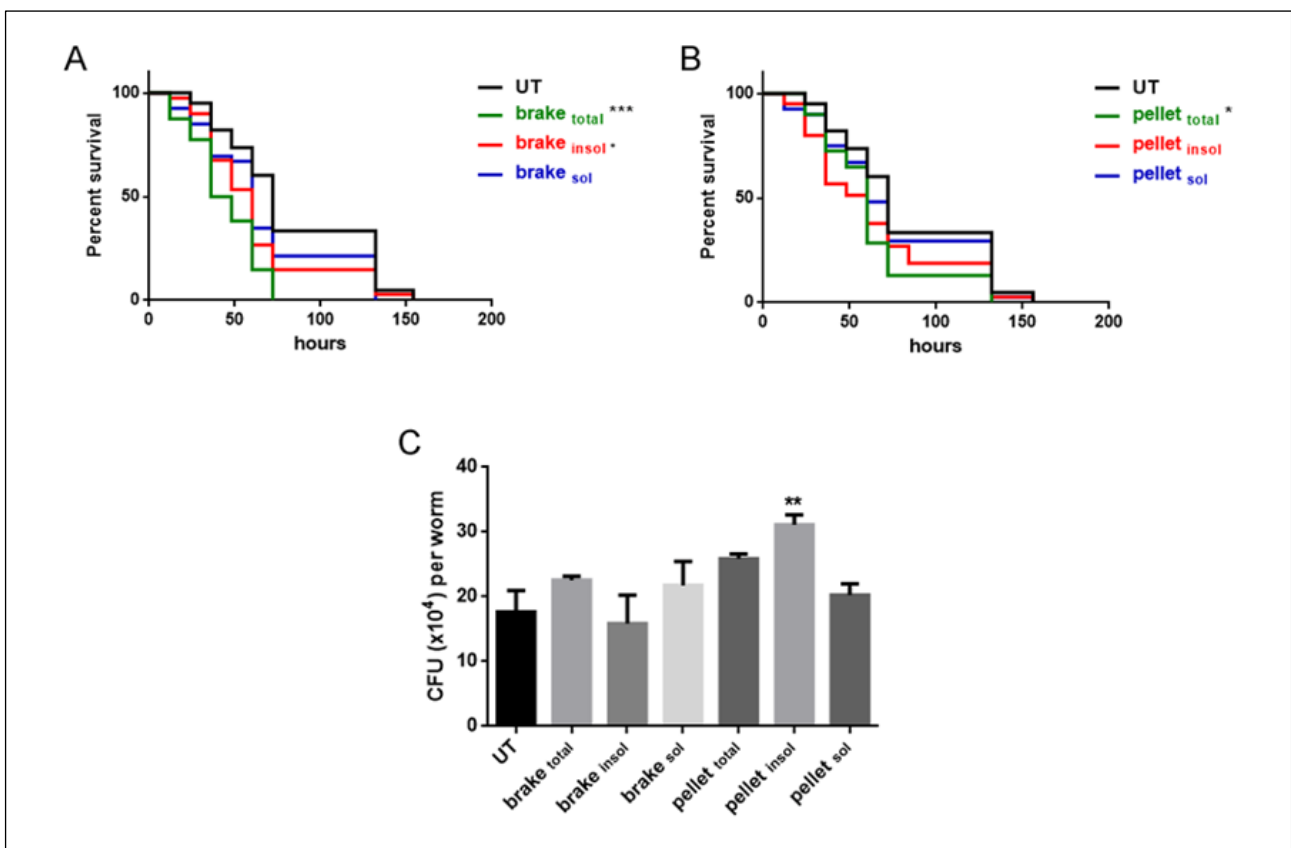 A
Percent survival
100
50
0
0 50 100 150 200
hours
UT
brake total ***
brake insol *
brake sol
B
Percent survival
100
50
0
0 50 100 150 200
hours
UT
pellet total *
pellet insol
pellet sol
C
CFU (x10⁴) per worm
40
30
20
10
0
**
UT
brake total
brake insol
brake sol
pellet total
pellet insol
pellet sol